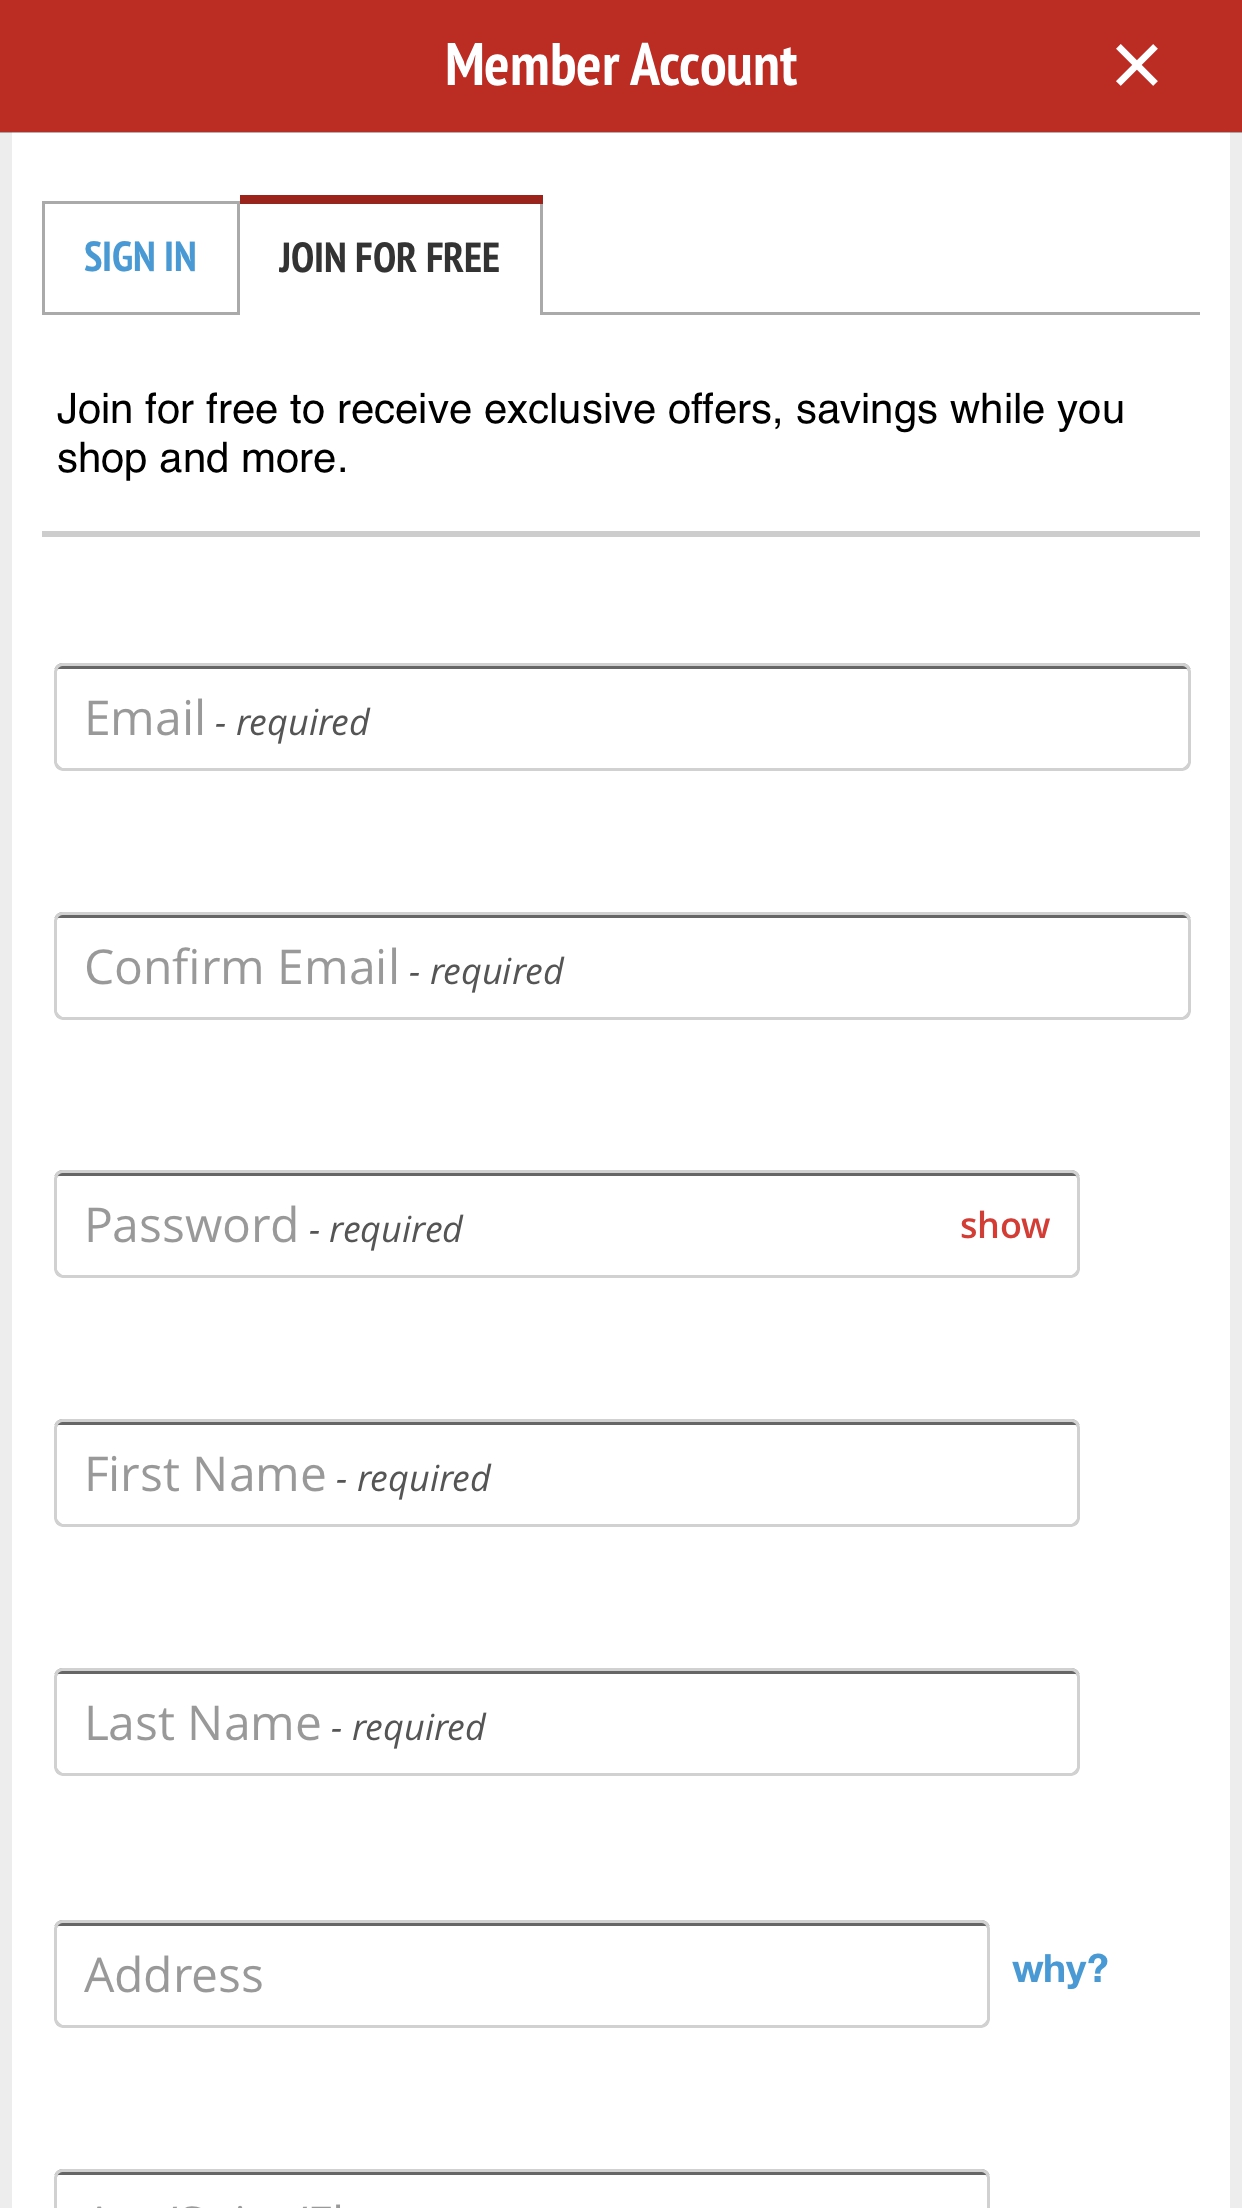 Member Account
SIGN IN
JOIN FOR FREE
Join for free to receive exclusive offers, savings while you
shop and more.
Email - required
Confirm Email - required
Password - required show
First Name - required
Last Name - required
Address why?